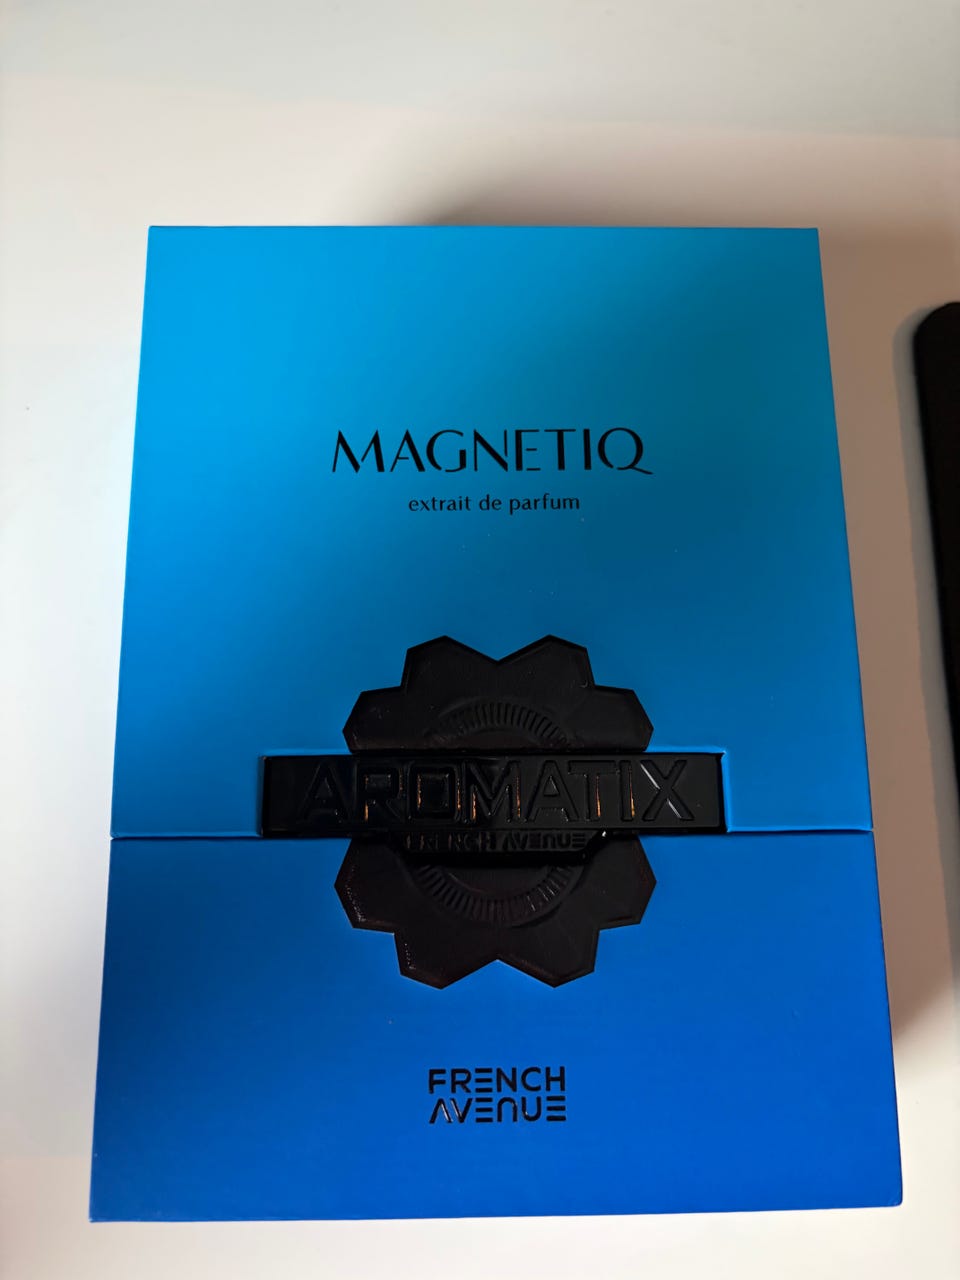 MAGNETIQ
extrait de parfum
AROMATIX
FRENCH AVENUE
FRENCH
AVENUE